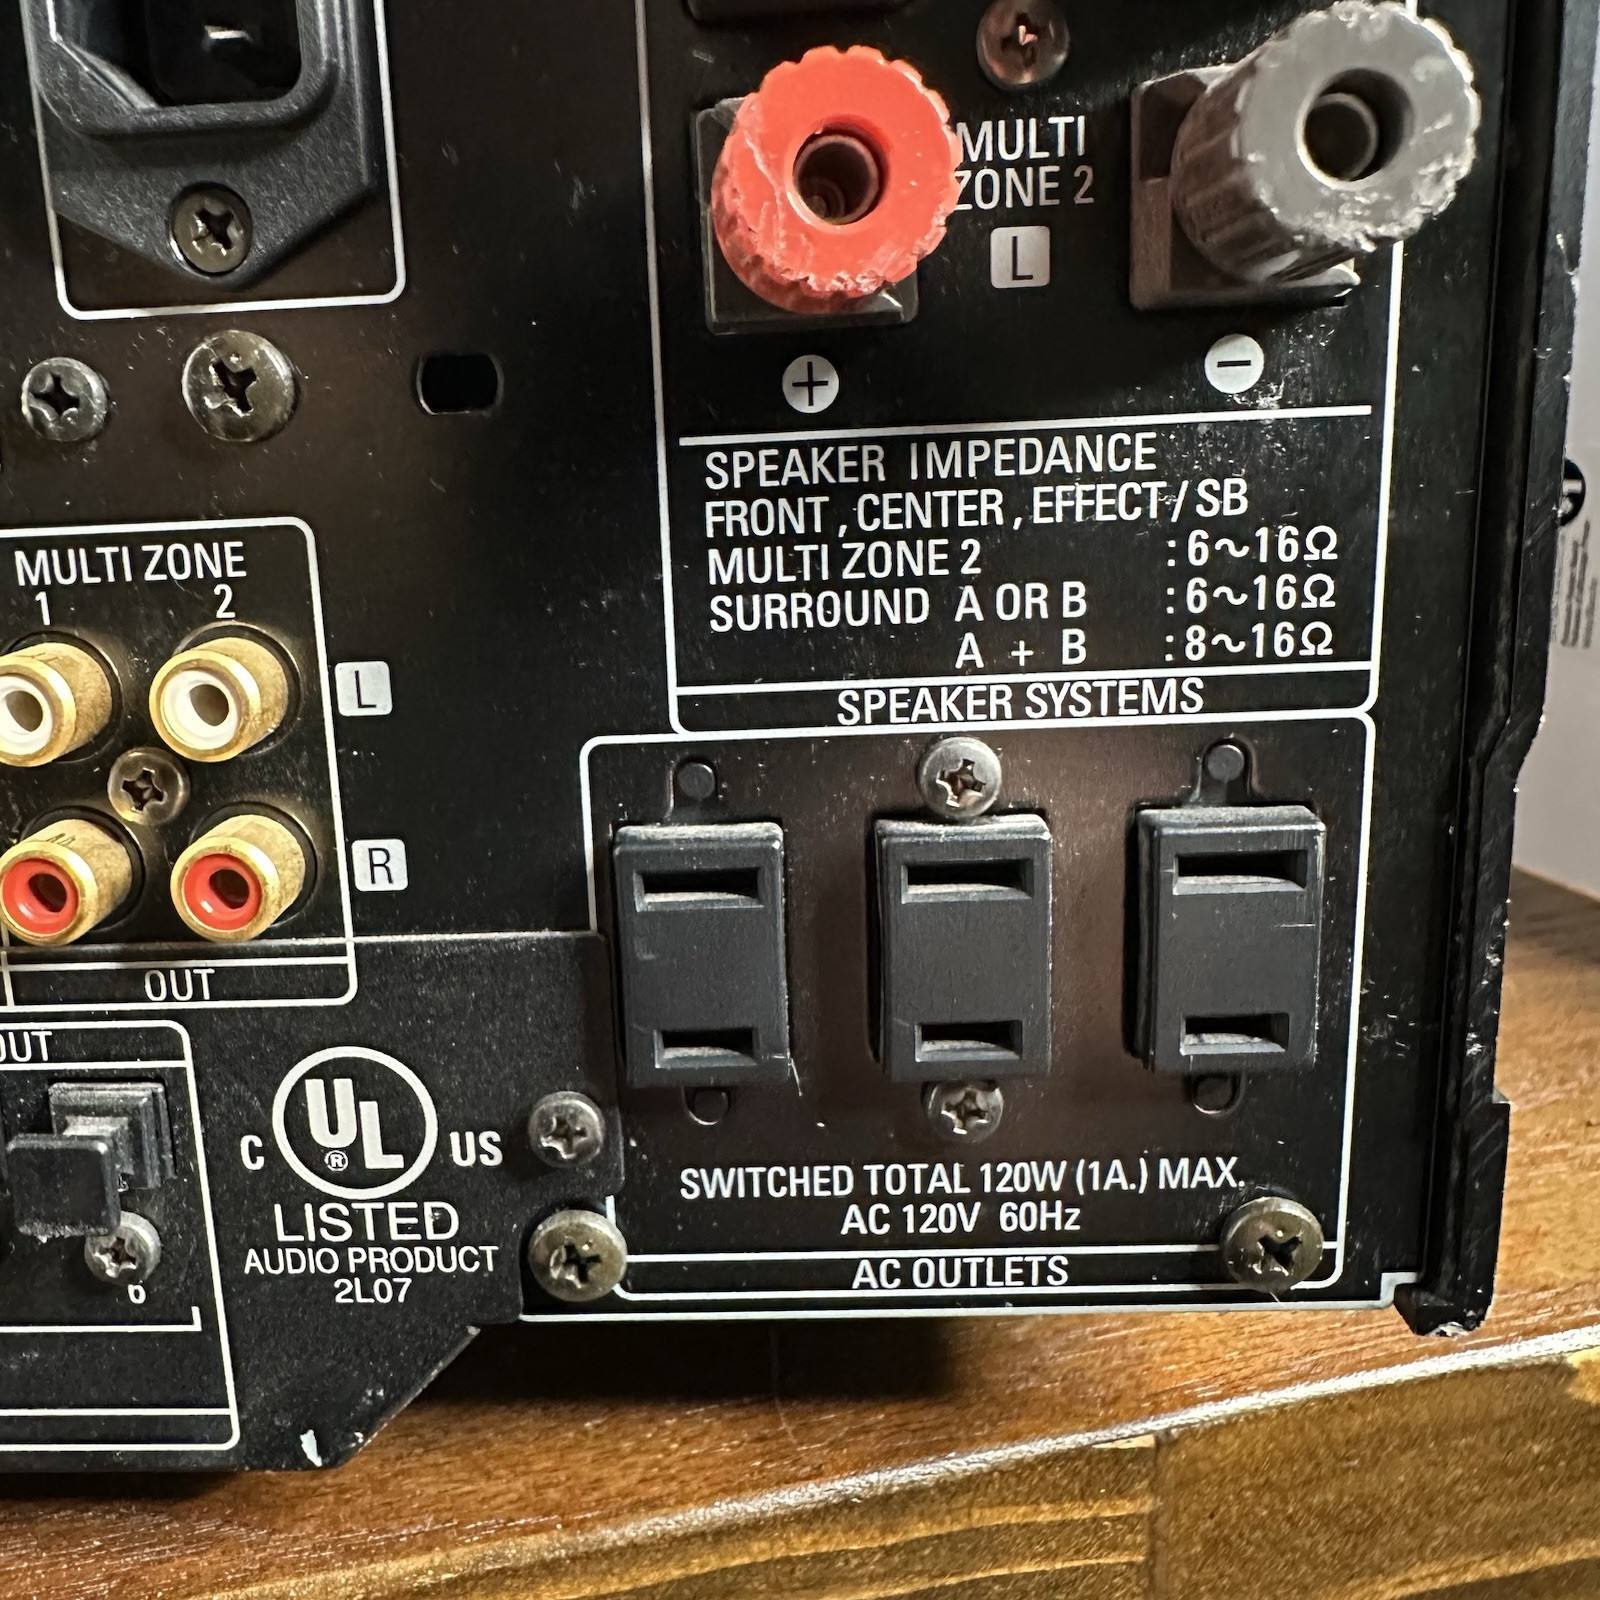 MULTI
ZONE 2
L
+
−
SPEAKER IMPEDANCE
FRONT, CENTER, EFFECT/SB
MULTI ZONE 2 :6~16Ω
SURROUND A OR B :6~16Ω
A + B :8~16Ω
SPEAKER SYSTEMS
MULTI ZONE
1 2
L
R
OUT
OUT
6
C UL® US
LISTED
AUDIO PRODUCT
2L07
SWITCHED TOTAL 120W (1A.) MAX.
AC 120V 60Hz
AC OUTLETS